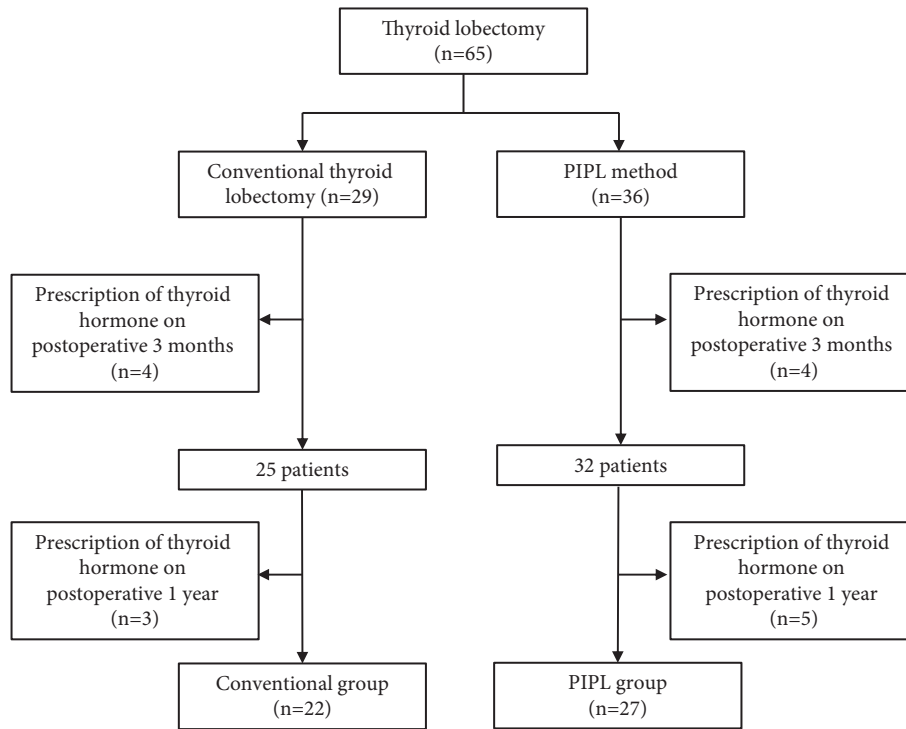 Thyroid lobectomy
(n=65)
Conventional thyroid
lobectomy (n=29)
PIPL method
(n=36)
Prescription of thyroid
hormone on
postoperative 3 months
(n=4)
Prescription of thyroid
hormone on
postoperative 3 months
(n=4)
25 patients
32 patients
Prescription of thyroid
hormone on
postoperative 1 year
(n=3)
Prescription of thyroid
hormone on
postoperative 1 year
(n=5)
Conventional group
(n=22)
PIPL group
(n=27)